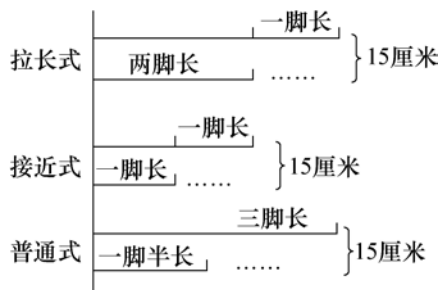 一脚长
拉长式
两脚长
……
15厘米
一脚长
接近式
一脚长
……
15厘米
三脚长
普通式
一脚半长
……
15厘米